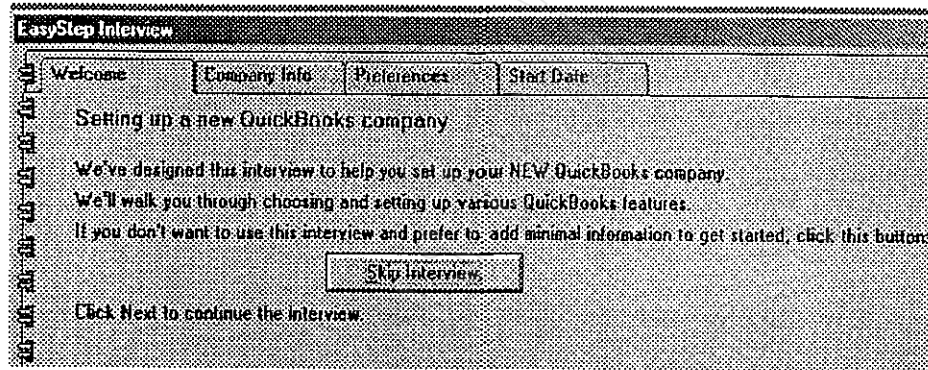 EasyStep Interview
Welcome Company Info Preferences Start Date
Setting up a new QuickBooks company
We've designed this interview to help you set up your NEW QuickBooks company.
We'll walk you through choosing and setting up various QuickBooks features.
If you don't want to use this interview and prefer to add minimal information to get started, click this button:
Skip Interview.
Click Next to continue the interview.